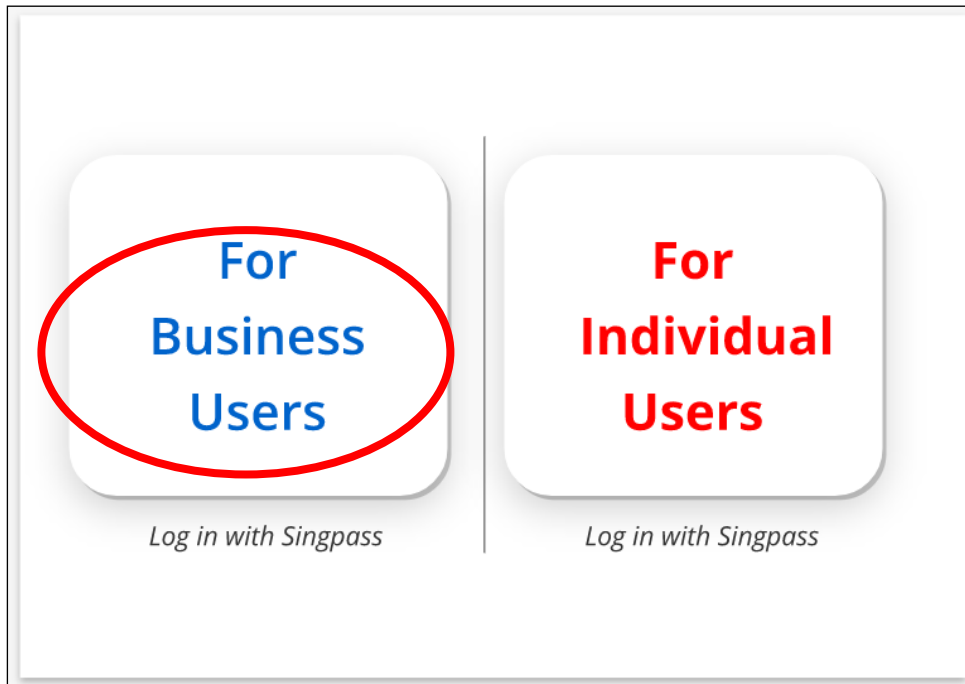 For
Business
Users
Log in with Singpass
For
Individual
Users
Log in with Singpass